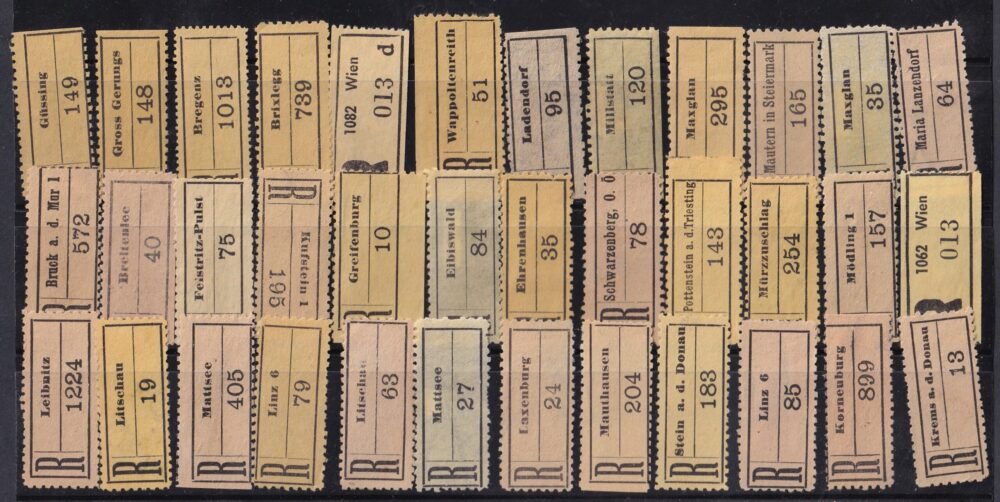 Güssing
149
Gross Gerungs
148
Bregenz
1013
Brixlegg
739
1082 Wien
013 d
R
R
Wappoltenreith
51
Ladendorf
95
Millstatt
120
R
Maxglan
295
Mautern in Steiermark
165
Maxglan
35
Maria Lanzendorf
64
R
Bruck a. d. Mur 1
572
Breitenlee
40
Feistritz-Pulst
75
R
Kufstein 1
195
Greifenburg
10
Eibiswald
84
R
Ehrenhausen
35
R
Schwarzenberg, O. Ö
78
Pottenstein a. d. Triesting
143
Mürzzuschlag
254
Mödling 1
157
R
1062 Wien
013
R
Leibnitz
1224
R
Litschau
19
R
Mattsee
405
R
Linz 6
79
R
Litschau
63
R
Mattsee
27
R
Laxenburg
24
R
Mauthausen
204
R
Stein a. d. Donau
183
R
Linz 6
85
R
Korneuburg
899
R
Krems a. d. Donau
13